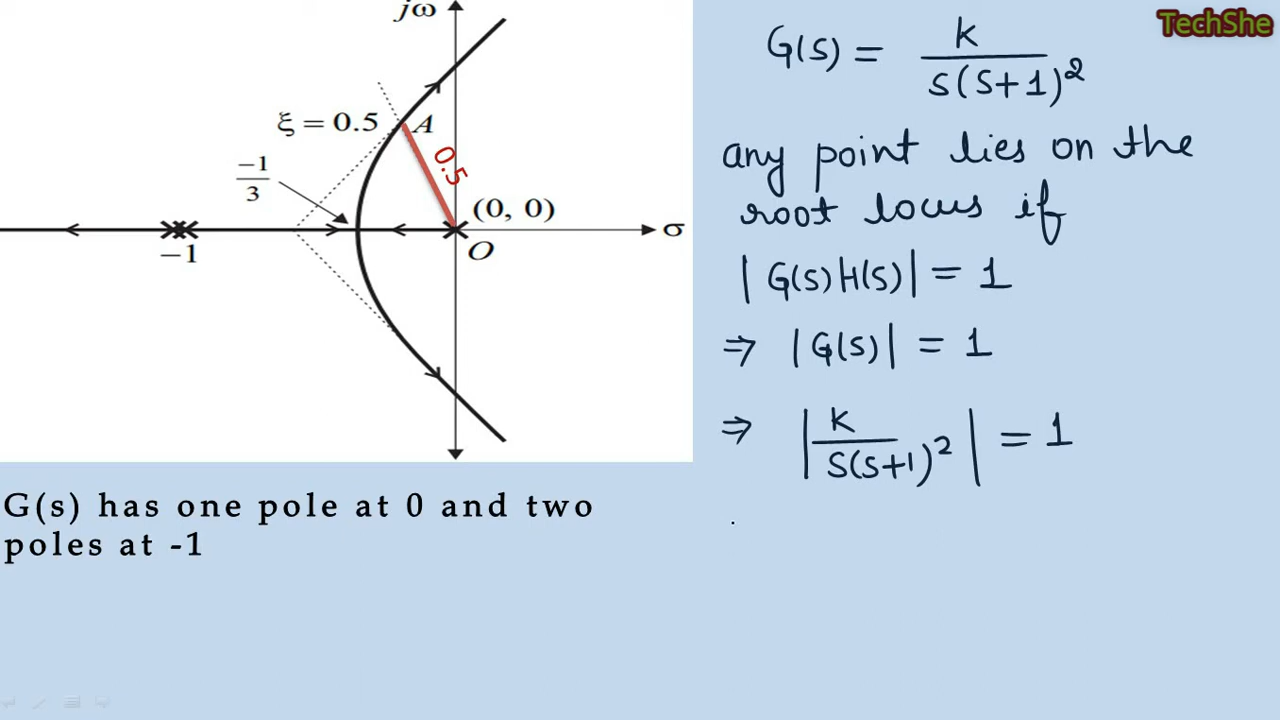 jω
ξ = 0.5
A
0.5
-1/3
(0, 0)
σ
-1
O
G(s) has one pole at 0 and two
poles at -1
TechShe
G(s) = k / s(s+1)²
any point lies on the
root locus if
|G(s)H(s)| = 1
⇒ |G(s)| = 1
⇒ |k / s(s+1)²| = 1